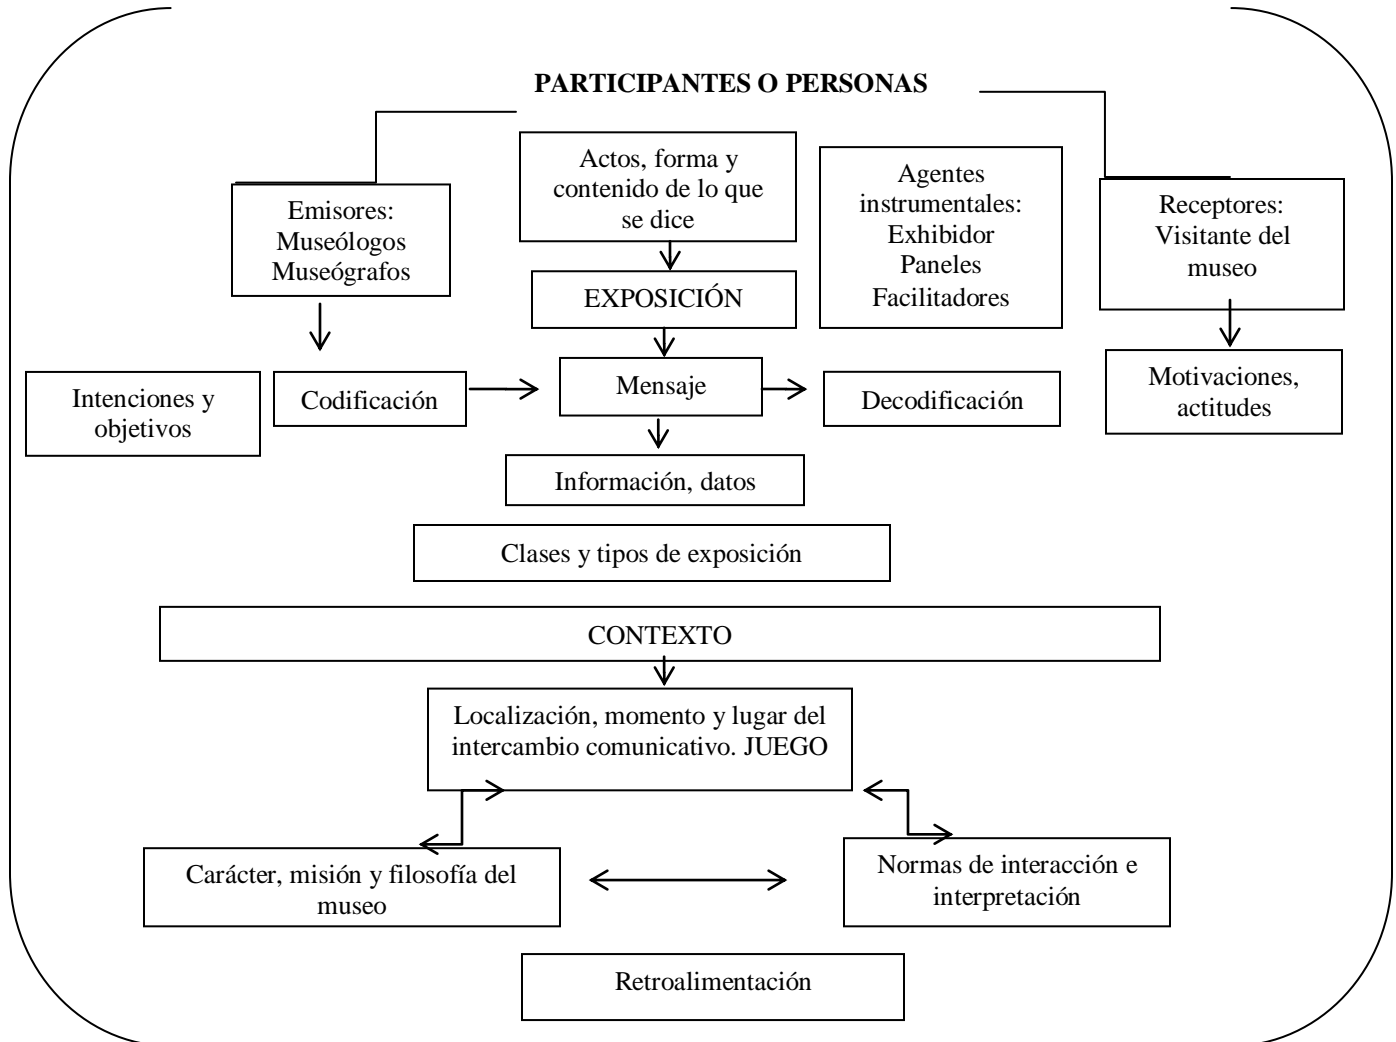 PARTICIPANTES O PERSONAS
Actos, forma y
contenido de lo que
se dice
Agentes
instrumentales:
Exhibidor
Paneles
Facilitadores
Emisores:
Museólogos
Museógrafos
Receptores:
Visitante del
museo
EXPOSICIÓN
Intenciones y
objetivos
Codificación
Mensaje
Decodificación
Motivaciones,
actitudes
Información, datos
Clases y tipos de exposición
CONTEXTO
Localización, momento y lugar del
intercambio comunicativo. JUEGO
Carácter, misión y filosofía del
museo
Normas de interacción e
interpretación
Retroalimentación